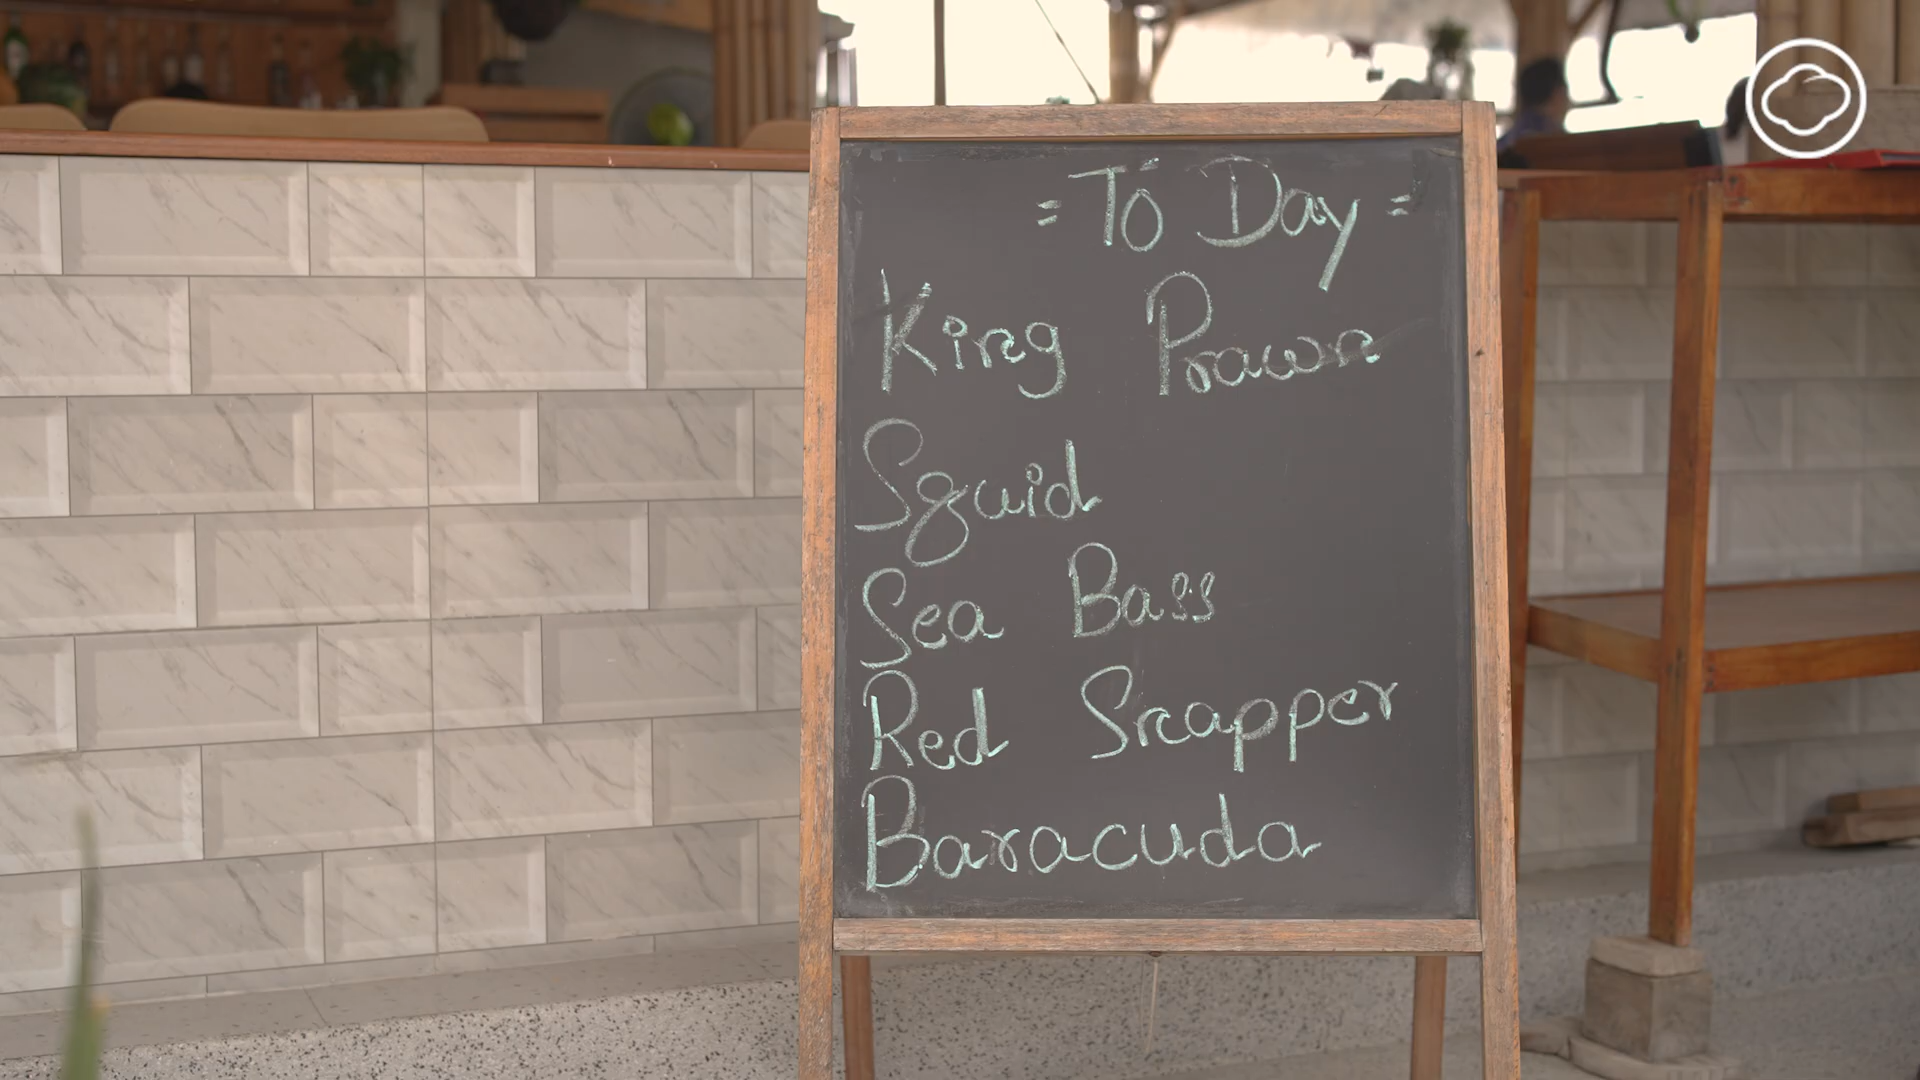 = To Day =
King Prawn
Squid
Sea Bass
Red Snapper
Baracuda